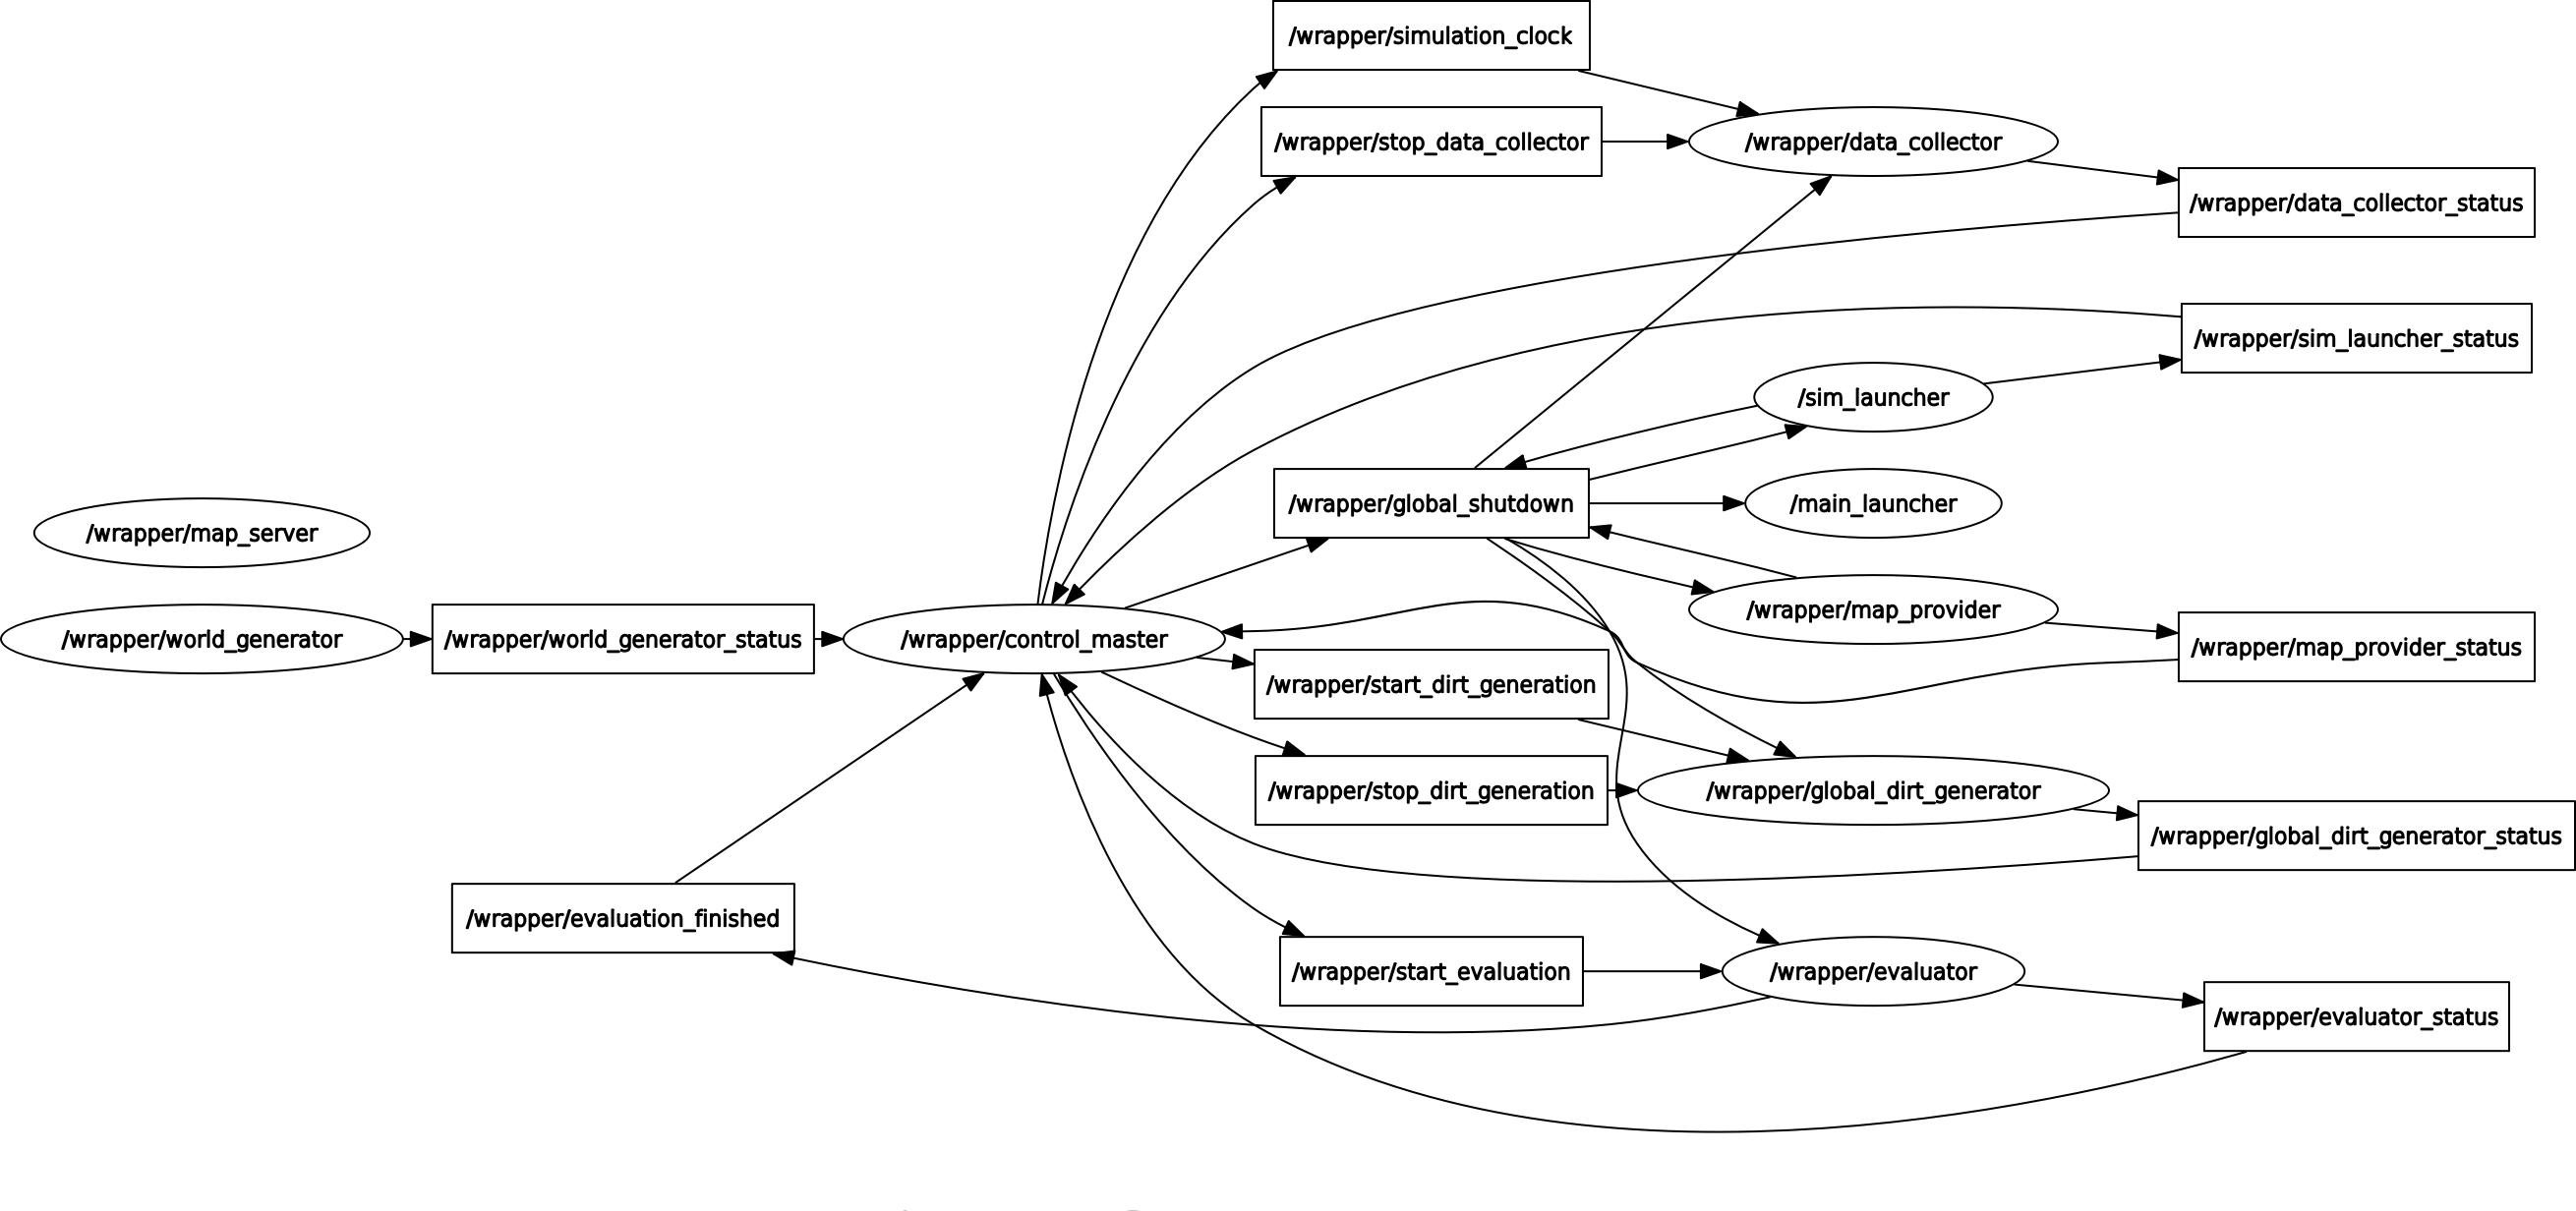 /wrapper/simulation_clock
/wrapper/stop_data_collector
/wrapper/data_collector
/wrapper/data_collector_status
/wrapper/sim_launcher_status
/sim_launcher
/wrapper/global_shutdown
/main_launcher
/wrapper/map_server
/wrapper/map_provider
/wrapper/world_generator
/wrapper/world_generator_status
/wrapper/control_master
/wrapper/map_provider_status
/wrapper/start_dirt_generation
/wrapper/stop_dirt_generation
/wrapper/global_dirt_generator
/wrapper/global_dirt_generator_status
/wrapper/evaluation_finished
/wrapper/start_evaluation
/wrapper/evaluator
/wrapper/evaluator_status